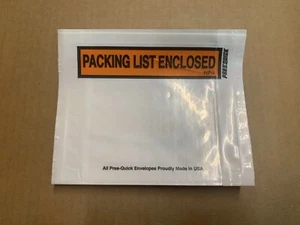 PACKING LIST ENCLOSED
All Pres-Quick Envelopes Proudly Made in USA